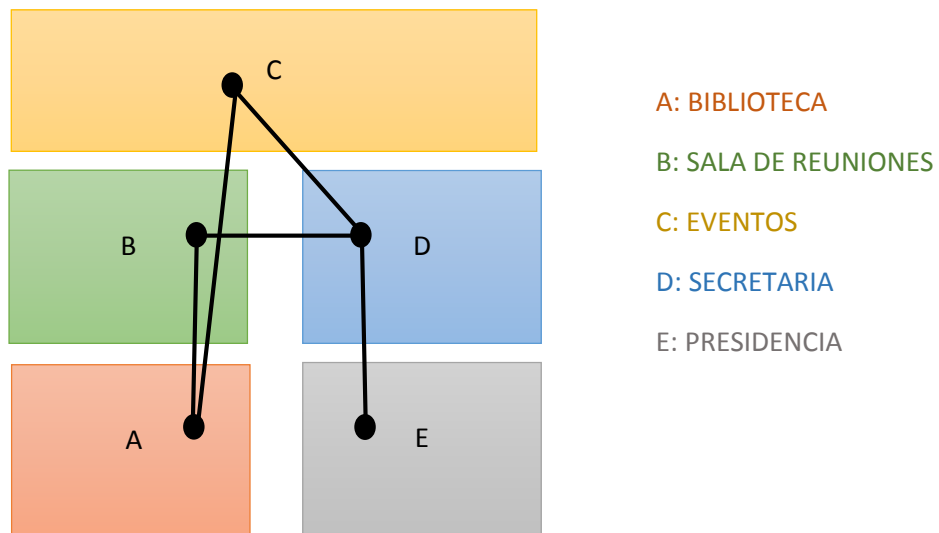 C
B
D
A
E
A: BIBLIOTECA
B: SALA DE REUNIONES
C: EVENTOS
D: SECRETARIA
E: PRESIDENCIA